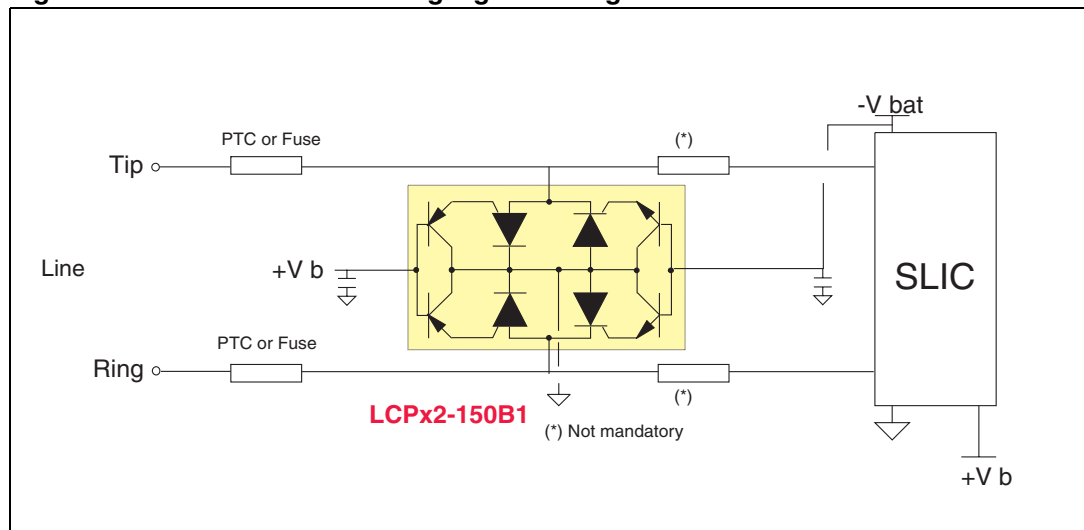 -V bat
PTC or Fuse
(*)
Tip
Line
+V b
SLIC
PTC or Fuse
Ring
(*)
LCPx2-150B1
(*) Not mandatory
+V b